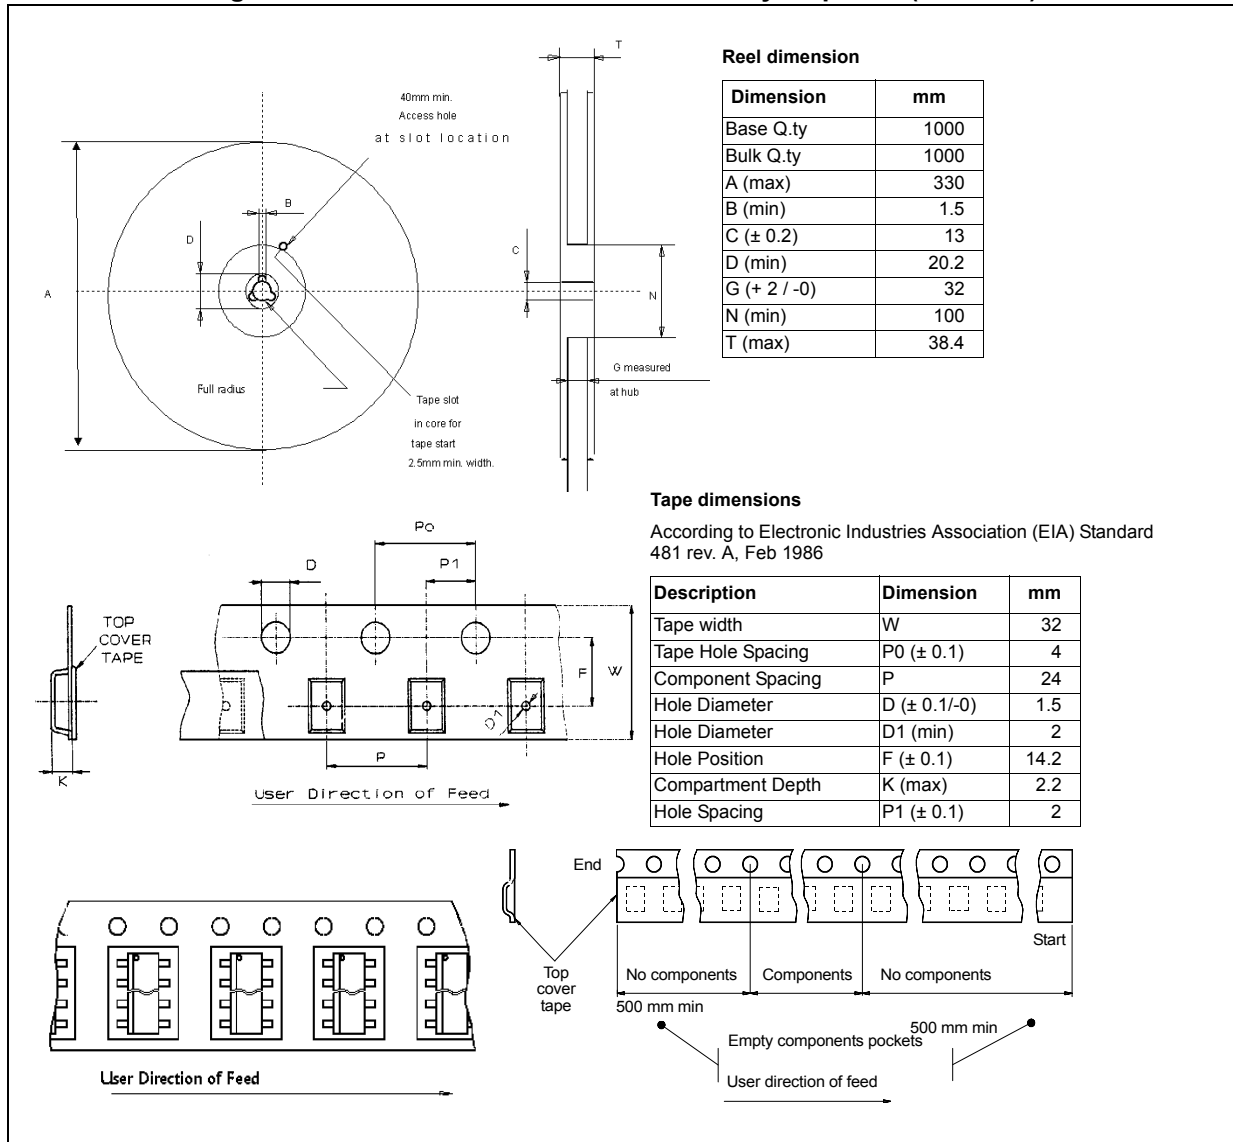 Reel dimension
Dimension mm
Base Q.ty 1000
Bulk Q.ty 1000
A (max) 330
B (min) 1.5
C (± 0.2) 13
D (min) 20.2
G (+ 2 / -0) 32
N (min) 100
T (max) 38.4
T
40mm min.
Access hole
at slot location
B
D
C
A
N
G measured
at hub
Full radius
Tape slot
in core for
tape start
2.5mm min. width.
Tape dimensions
According to Electronic Industries Association (EIA) Standard
481 rev. A, Feb 1986
Description Dimension mm
Tape width W 32
Tape Hole Spacing P0 (± 0.1) 4
Component Spacing P 24
Hole Diameter D (± 0.1/-0) 1.5
Hole Diameter D1 (min) 2
Hole Position F (± 0.1) 14.2
Compartment Depth K (max) 2.2
Hole Spacing P1 (± 0.1) 2
Po
D
P1
TOP
COVER
TAPE
F
W
D1
P
K
User Direction of Feed
End
Start
Top
cover
tape
No components Components No components
500 mm min
500 mm min
Empty components pockets
User direction of feed
User Direction of Feed